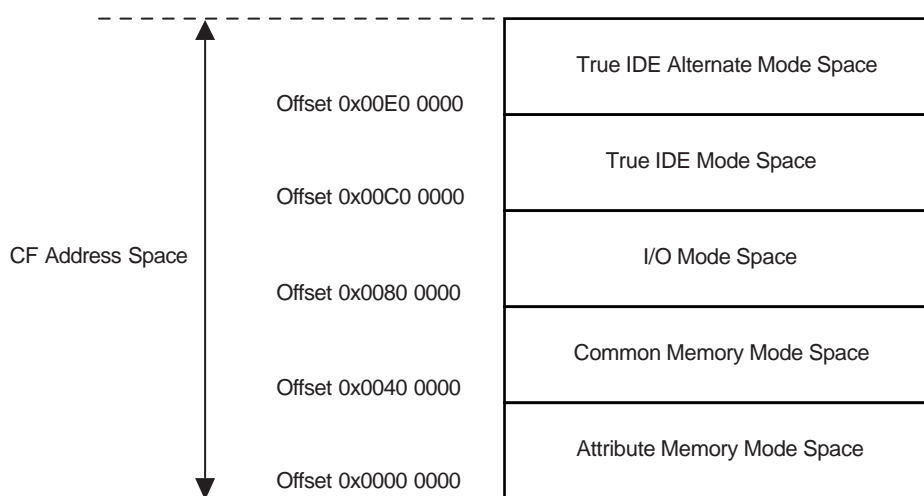 True IDE Alternate Mode Space
Offset 0x00E0 0000
True IDE Mode Space
Offset 0x00C0 0000
CF Address Space
I/O Mode Space
Offset 0x0080 0000
Common Memory Mode Space
Offset 0x0040 0000
Attribute Memory Mode Space
Offset 0x0000 0000